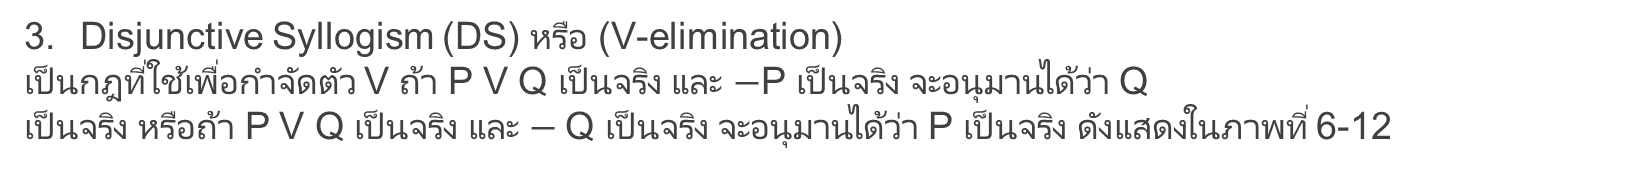 3. Disjunctive Syllogism (DS) หรือ (V-elimination)
เป็นกฎที่ใช้เพื่อกำจัดตัว V ถ้า P V Q เป็นจริง และ —P เป็นจริง จะอนุมานได้ว่า Q
เป็นจริง หรือถ้า P V Q เป็นจริง และ — Q เป็นจริง จะอนุมานได้ว่า P เป็นจริง ดังแสดงในภาพที่ 6-12